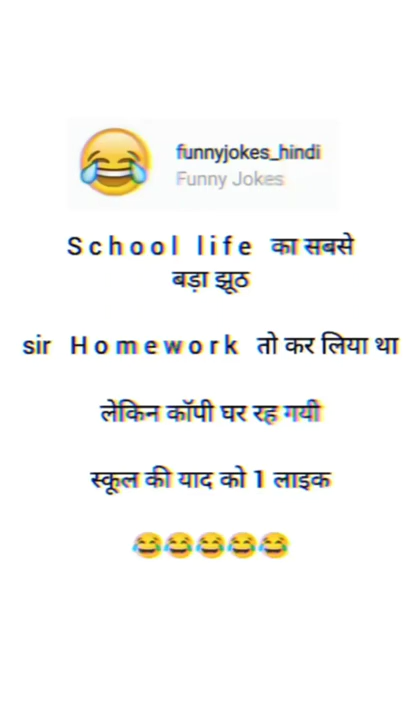 funnyjokes_hindi
Funny Jokes
School life का सबसे
बड़ा झूठ
sir Homework तो कर लिया था
लेकिन कॉपी घर रह गयी
स्कूल की याद को 1 लाइक
😂😂😂😂😂